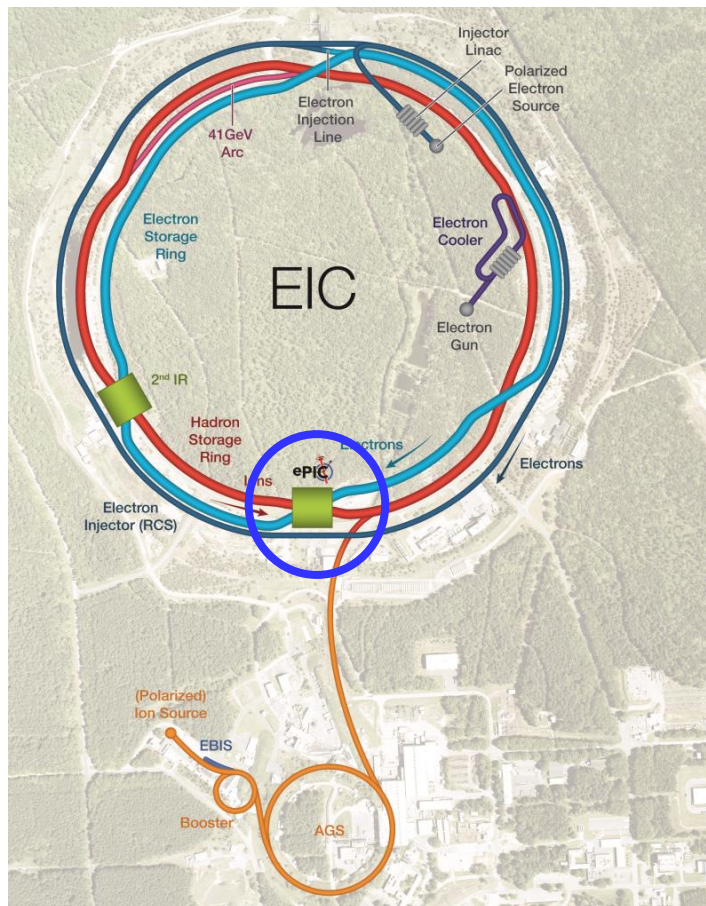 Injector
Linac
Polarized
Electron
Source
Electron
Injection
Line
41GeV
Arc
Electron
Storage
Ring
Electron
Cooler
EIC
Electron
Gun
2nd IR
Hadron
Storage
Ring
Electrons
ePIC
Ions
Electrons
Electron
Injector (RCS)
(Polarized)
Ion Source
EBIS
Booster
AGS